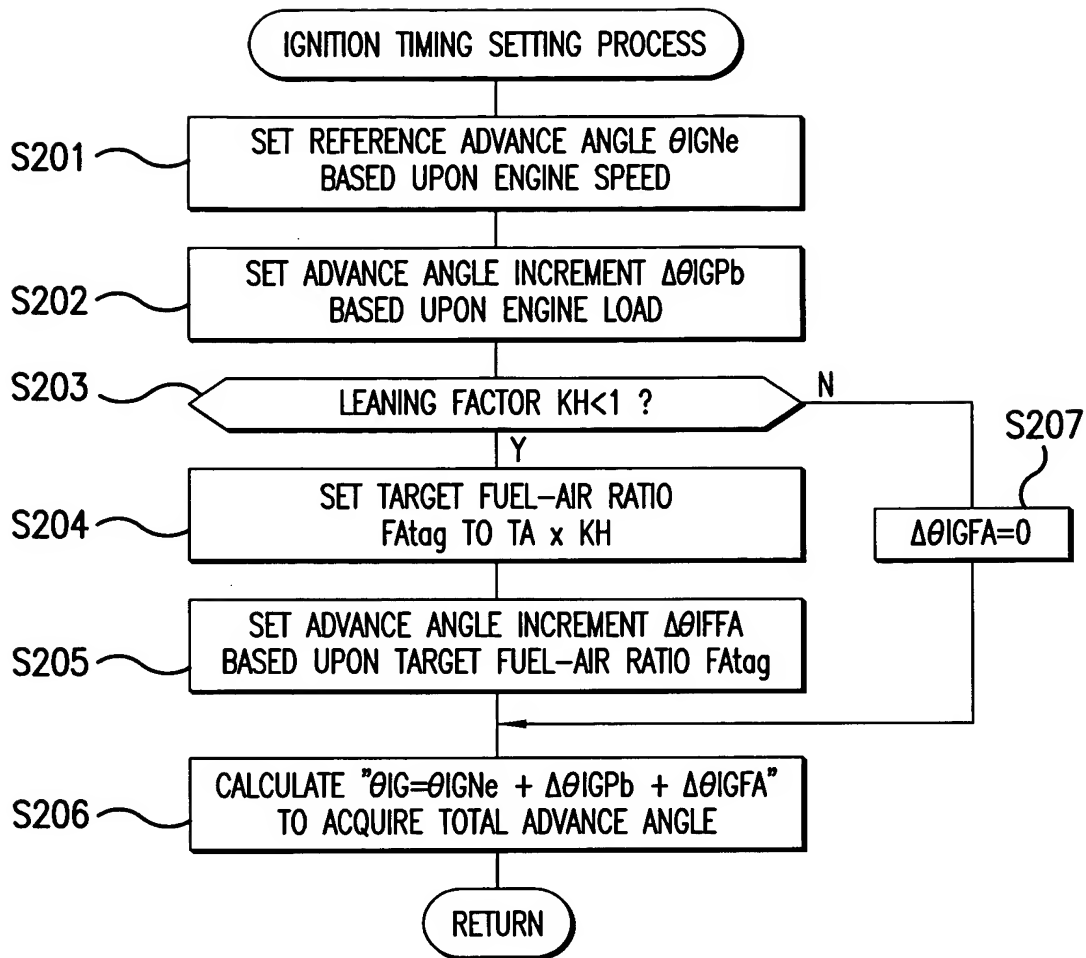 IGNITION TIMING SETTING PROCESS
S201
SET REFERENCE ADVANCE ANGLE θIGNe
BASED UPON ENGINE SPEED
S202
SET ADVANCE ANGLE INCREMENT ΔθIGPb
BASED UPON ENGINE LOAD
S203
LEANING FACTOR KH<1 ?
N
Y
S207
ΔθIGFA=0
S204
SET TARGET FUEL-AIR RATIO
FAtag TO TA x KH
S205
SET ADVANCE ANGLE INCREMENT ΔθIFFA
BASED UPON TARGET FUEL-AIR RATIO FAtag
S206
CALCULATE "θIG=θIGNe + ΔθIGPb + ΔθIGFA"
TO ACQUIRE TOTAL ADVANCE ANGLE
RETURN